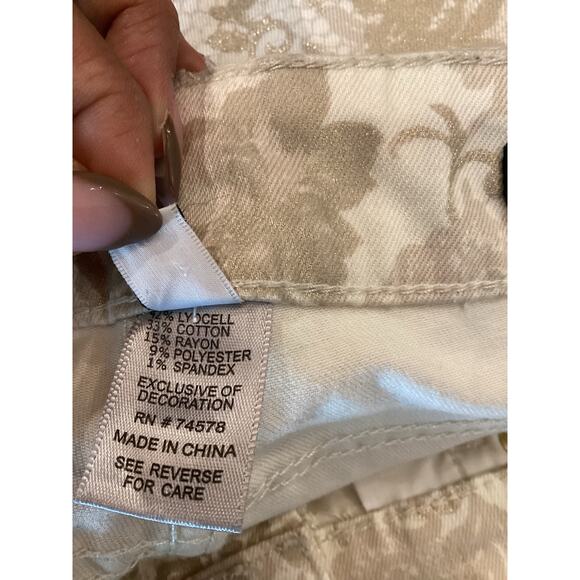 42% LYOCELL
33% COTTON
15% RAYON
9% POLYESTER
1% SPANDEX
EXCLUSIVE OF
DECORATION
RN # 74578
MADE IN CHINA
SEE REVERSE
FOR CARE